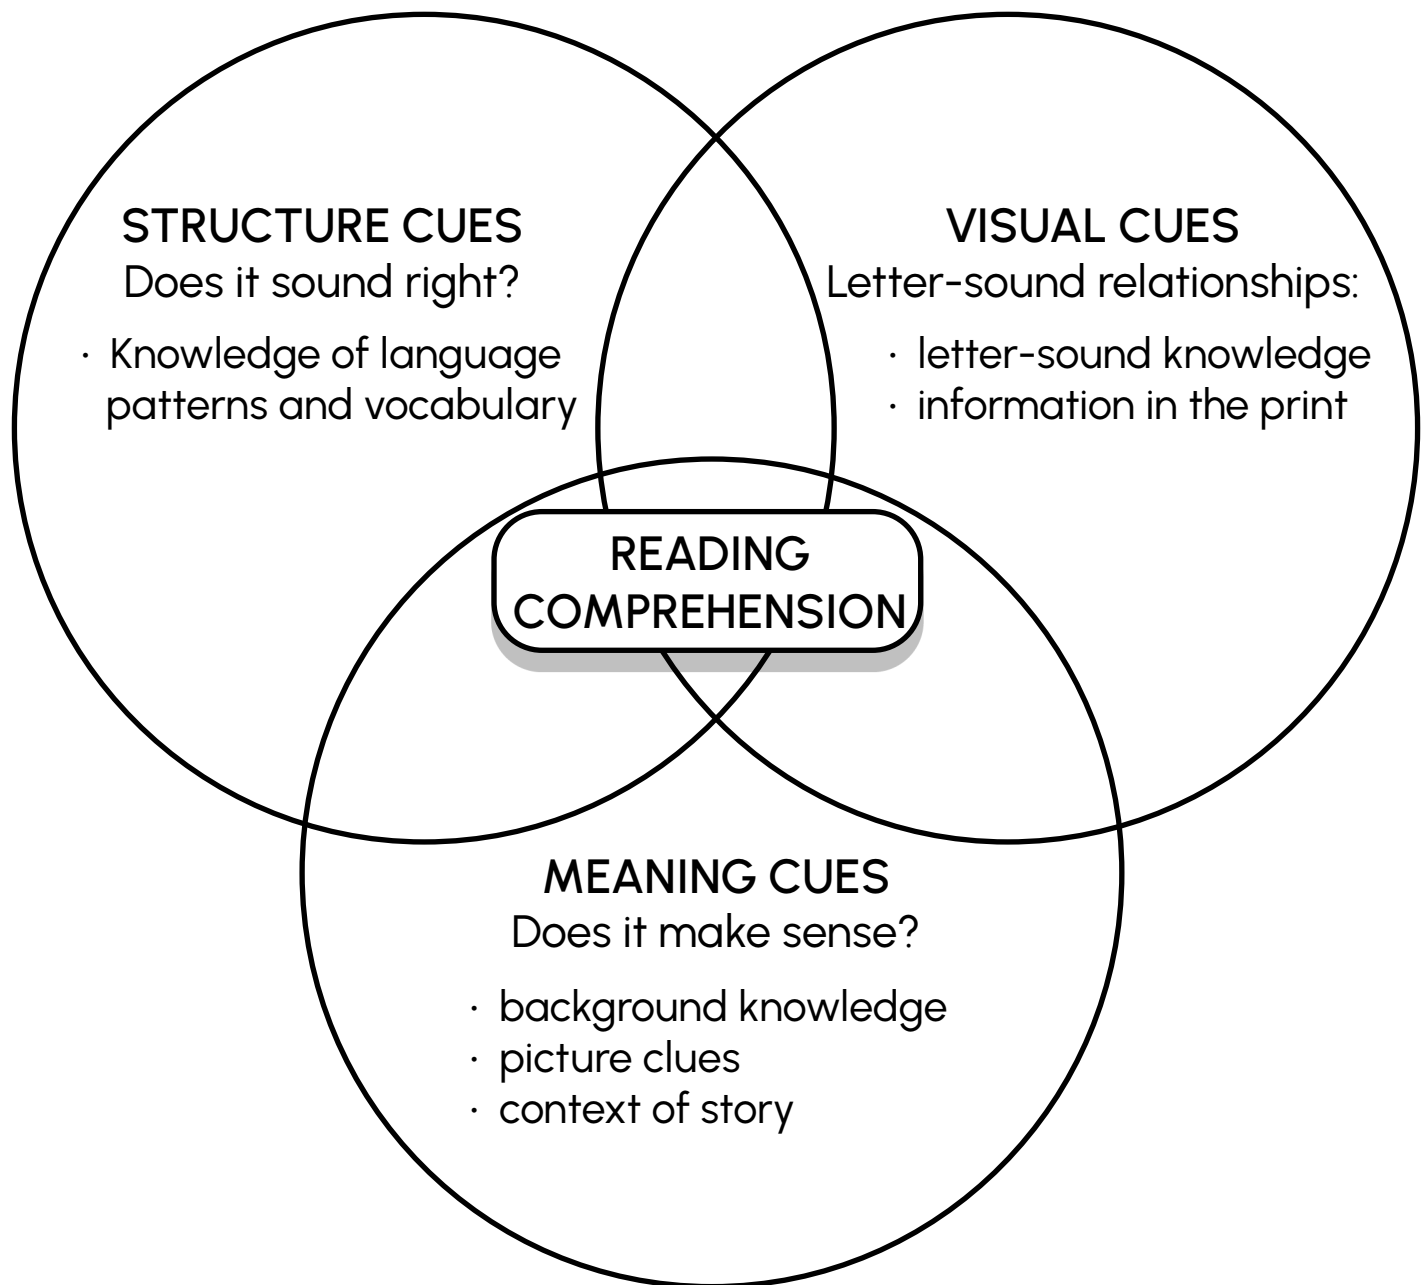 STRUCTURE CUES
Does it sound right?
· Knowledge of language
patterns and vocabulary
VISUAL CUES
Letter-sound relationships:
· letter-sound knowledge
· information in the print
READING
COMPREHENSION
MEANING CUES
Does it make sense?
· background knowledge
· picture clues
· context of story